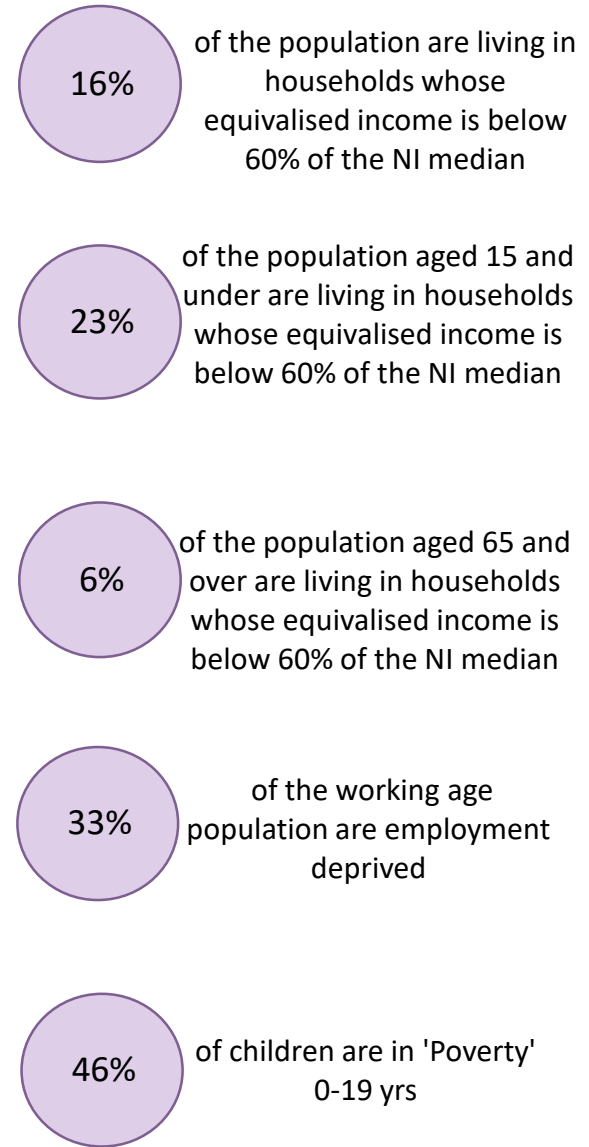 16%
of the population are living in
households whose
equivalised income is below
60% of the NI median
23%
of the population aged 15 and
under are living in households
whose equivalised income is
below 60% of the NI median
6%
of the population aged 65 and
over are living in households
whose equivalised income is
below 60% of the NI median
33%
of the working age
population are employment
deprived
46%
of children are in 'Poverty'
0-19 yrs